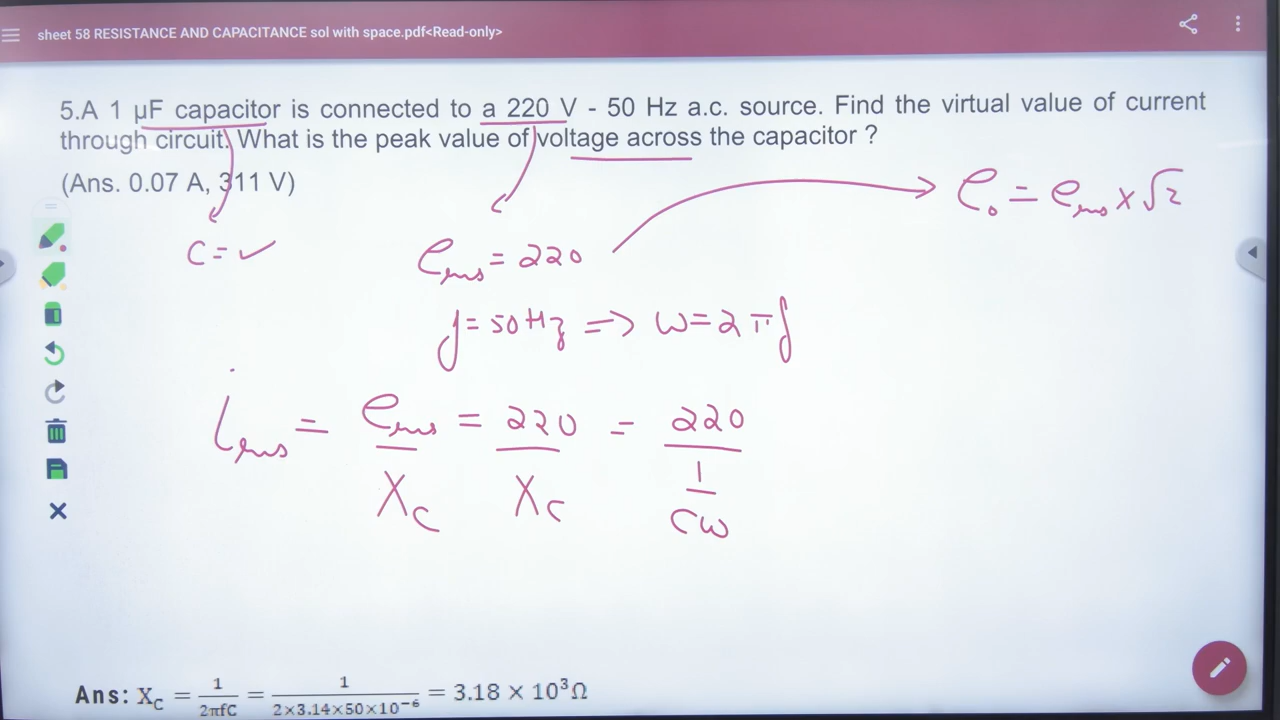 sheet 58 RESISTANCE AND CAPACITANCE sol with space.pdf<Read-only>
5.A 1 µF capacitor is connected to a 220 V - 50 Hz a.c. source. Find the virtual value of current
through circuit. What is the peak value of voltage across the capacitor ?
(Ans. 0.07 A, 311 V)
e₀ = e_rms × √2
C = ✓
e_rms = 220
f = 50 Hz ⇒ ω = 2πf
i_rms = e_rms / X_C = 220 / X_C = 220 / (1/Cω)
Ans: X_C = 1/2πfC = 1/2×3.14×50×10⁻⁶ = 3.18 × 10³Ω